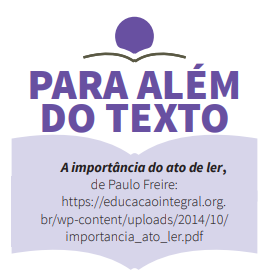 PARA ALÉM
DO TEXTO
A importância do ato de ler,
de Paulo Freire:
https://educacaointegral.org.
br/wp-content/uploads/2014/10/
importancia_ato_ler.pdf